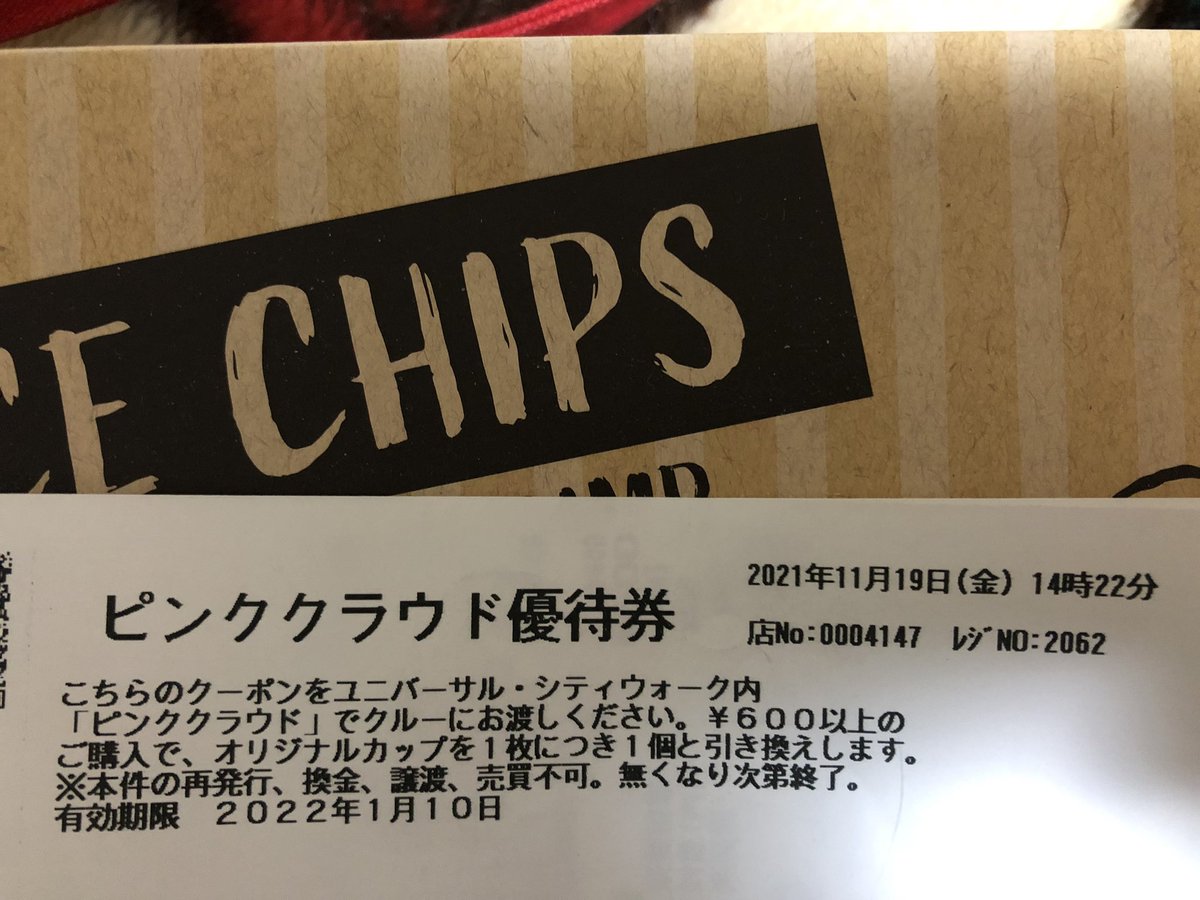 CE CHIPS
ピンククラウド優待券
2021年11月19日(金) 14時22分
店No:0004147 ﾚｼﾞNO:2062
こちらのクーポンをユニバーサル・シティウォーク内
「ピンククラウド」でクルーにお渡しください。￥６００以上の
ご購入で、オリジナルカップを１枚につき１個と引き換えします。
※本件の再発行、換金、譲渡、売買不可。無くなり次第終了。
有効期限 ２０２２年１月１０日